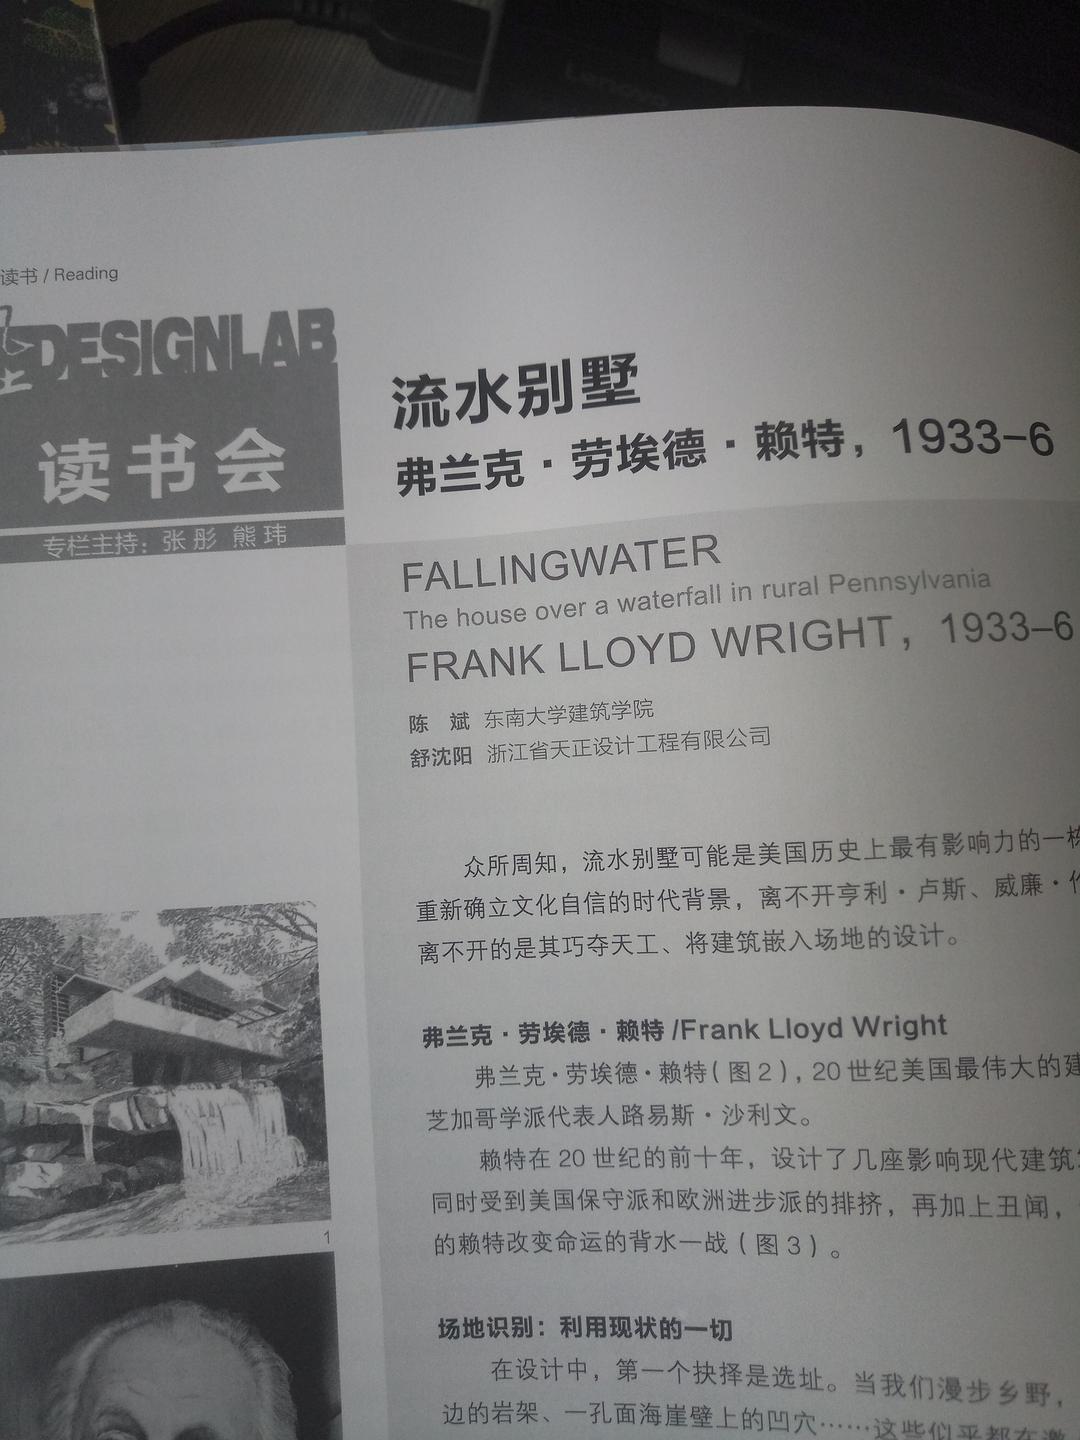 读书 / Reading
DESIGNLAB
读书会
专栏主持：张彤 熊玮
流水别墅
弗兰克·劳埃德·赖特，1933-6
FALLINGWATER
The house over a waterfall in rural Pennsylvania
FRANK LLOYD WRIGHT，1933–6
陈 斌 东南大学建筑学院
舒沈阳 浙江省天正设计工程有限公司
众所周知，流水别墅可能是美国历史上最有影响力的一栋
重新确立文化自信的时代背景，离不开亨利·卢斯、威廉·
离不开的是其巧夺天工、将建筑嵌入场地的设计。
弗兰克·劳埃德·赖特 /Frank Lloyd Wright
弗兰克·劳埃德·赖特（图2），20世纪美国最伟大的建
芝加哥学派代表人路易斯·沙利文。
赖特在20世纪的前十年，设计了几座影响现代建筑
同时受到美国保守派和欧洲进步派的排挤，再加上丑闻，
的赖特改变命运的背水一战（图3）。
1
场地识别：利用现状的一切
在设计中，第一个抉择是选址。当我们漫步乡野，
边的岩架、一孔面海崖壁上的凹穴……这些似乎都在